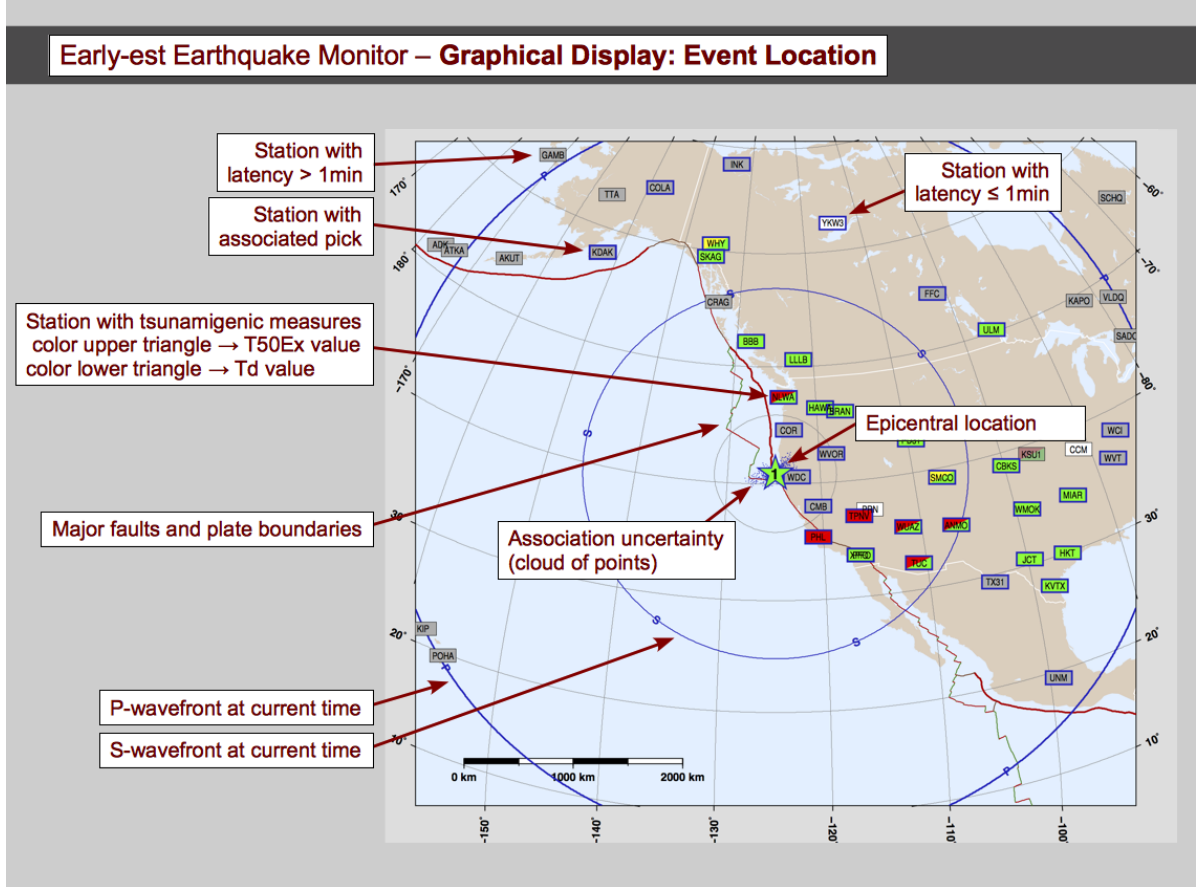 Early-est Earthquake Monitor – Graphical Display: Event Location
Station with
latency > 1min
Station with
associated pick
Station with tsunamigenic measures
color upper triangle → T50Ex value
color lower triangle → Td value
Major faults and plate boundaries
P-wavefront at current time
S-wavefront at current time
Station with
latency ≤ 1min
Epicentral location
Association uncertainty
(cloud of points)
GAMB
INK
TTA
COLA
SCHQ
YKW3
ATKA
AKUT
KDAK
WHY
SKAG
CRAG
FFC
KAPO
VLDQ
ULM
BBB
LLLB
NLWA
HAWA
COR
WVOR
WDC
WCI
CCM
WVT
KSU1
CBKS
SMCO
MIAR
WMOK
CMB
TPNV
WUAZ
ANMO
PHL
TUC
JCT
HKT
TX31
KVTX
KIP
POHA
UNM
P
P
P
P
S
S
S
S
S
1
170°
180°
-170°
20°
10°
-60°
-70°
-80°
30°
20°
10°
0 km
1000 km
2000 km
-150°
-140°
-130°
-120°
-110°
-100°